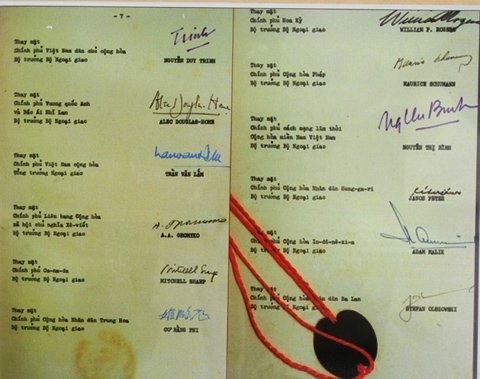 - 7 -
Trinh
Thay mặt
Chính phủ Việt Nam dân chủ cộng hòa
Bộ trưởng Bộ Ngoại giao NGUYỄN DUY TRINH
Thay mặt
Chính phủ Vương quốc Anh
và Bắc Ái Nhĩ Lan
Bộ trưởng Bộ Ngoại giao ALEC DOUGLAS-HOME
Thay mặt
Chính phủ Việt Nam cộng hòa
Tổng trưởng Ngoại giao TRẦN VĂN LẮM
Thay mặt
Chính phủ Liên bang Cộng hòa
xã hội chủ nghĩa Xô-viết
Bộ trưởng Bộ Ngoại giao A.A. GROMYKO
Thay mặt
Chính phủ Ca-na-da
Bộ trưởng Bộ Ngoại giao MITCHELL SHARP
Thay mặt
Chính phủ Cộng hòa Nhân dân Trung Hoa
Bộ trưởng Bộ Ngoại giao CƠ BẰNG PHI
Thay mặt
Chính phủ Hoa Kỳ
Bộ trưởng Bộ Ngoại giao WILLIAN P. ROGERS
Thay mặt
Chính phủ Cộng hòa Pháp
Bộ trưởng Bộ Ngoại giao MAURICE SCHUMANN
Thay mặt
Chính phủ cách mạng lâm thời
Cộng hòa miền Nam Việt Nam
Bộ trưởng Bộ Ngoại giao NGUYỄN THỊ BÌNH
Thay mặt
Chính phủ Cộng hòa Nhân dân Hung-ga-ri
Bộ trưởng Bộ Ngoại giao JANOS PETER
Thay mặt
phủ Cộng hòa In-đô-nê-xi-a
Bộ trưởng Bộ Ngoại giao ADAM MALIK
Thay mặt
Chính phủ dân Ba Lan
Bộ trưởng Ngoại giao STEFAN OLSZOWSKI